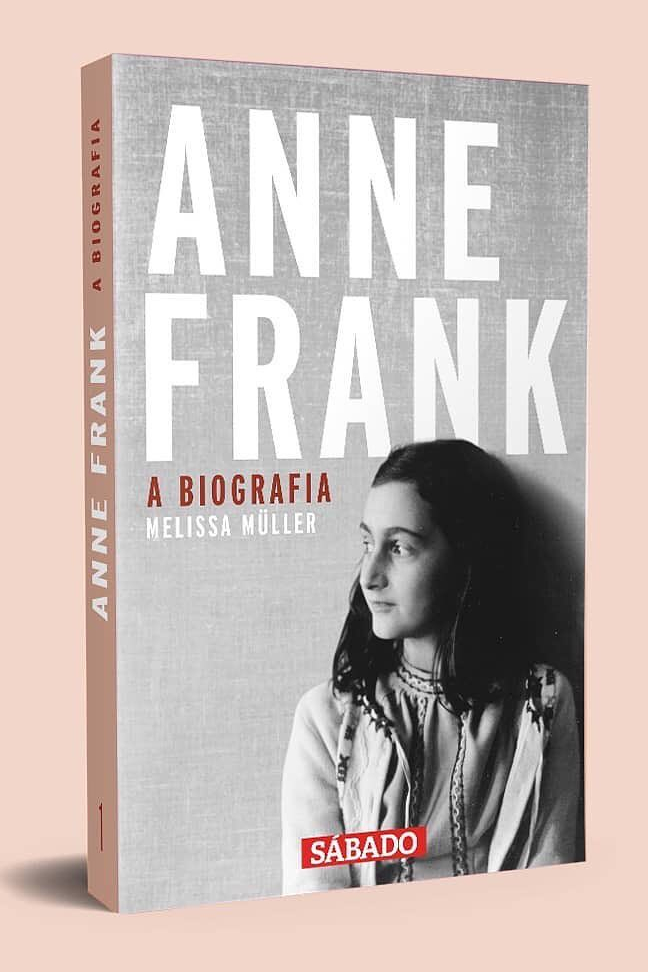 ANNE
FRANK
A BIOGRAFIA
MELISSA MÜLLER
SÁBADO
ANNE FRANK A BIOGRAFIA
1